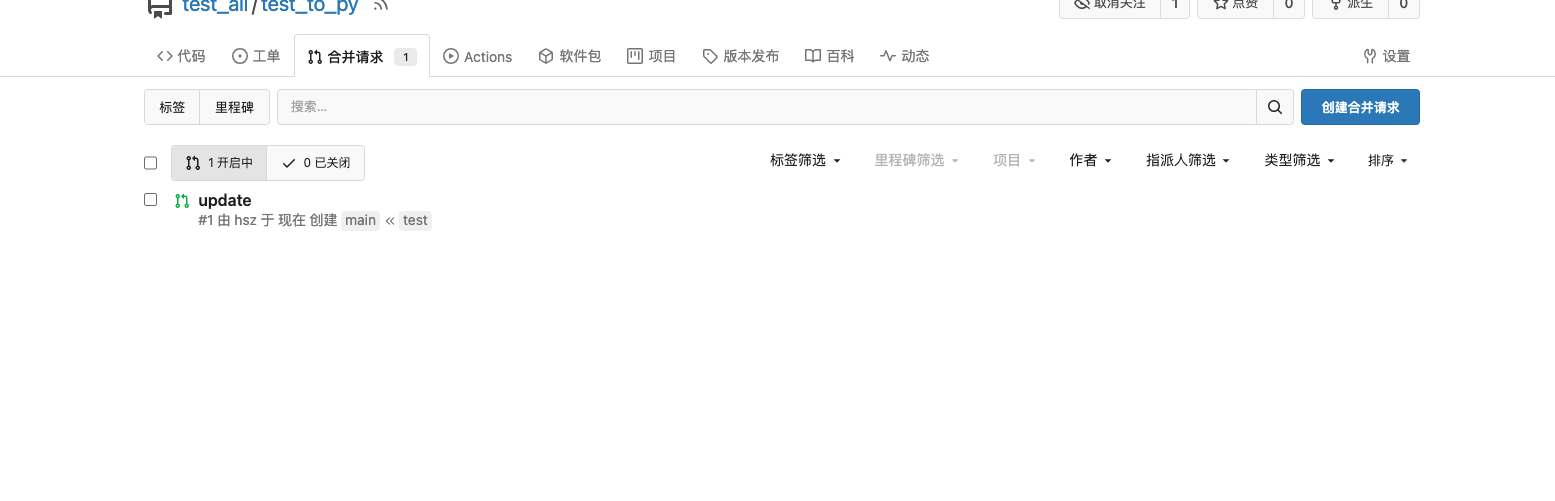 test_all/test_to_py 取消关注 1 点赞 0 派生 0
代码 工单 合并请求 1 Actions 软件包 项目 版本发布 百科 动态 设置
标签 里程碑 搜索... 创建合并请求
1 开启中 0 已关闭 标签筛选 里程碑筛选 项目 作者 指派人筛选 类型筛选 排序
update
#1 由 hsz 于 现在 创建 main « test